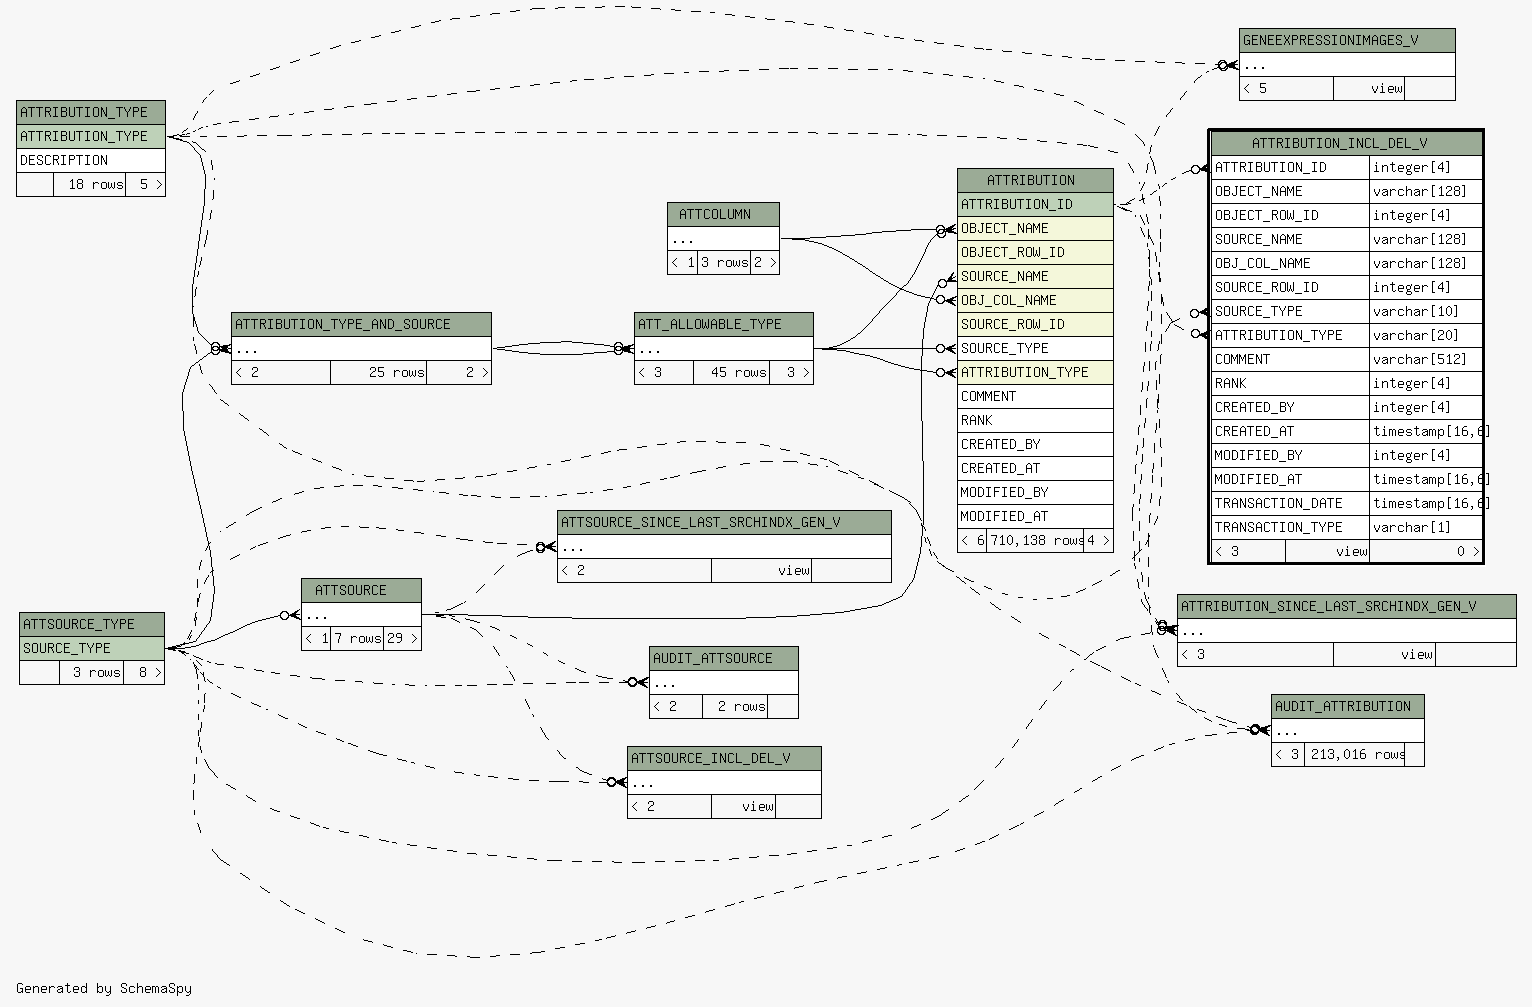 GENEEXPRESSIONIMAGES_V
...
< 5 view
ATTRIBUTION_TYPE
ATTRIBUTION_TYPE
DESCRIPTION
18 rows 5 >
ATTRIBUTION_INCL_DEL_V
ATTRIBUTION_ID integer[4]
OBJECT_NAME varchar[128]
OBJECT_ROW_ID integer[4]
SOURCE_NAME varchar[128]
OBJ_COL_NAME varchar[128]
SOURCE_ROW_ID integer[4]
SOURCE_TYPE varchar[10]
ATTRIBUTION_TYPE varchar[20]
COMMENT varchar[512]
RANK integer[4]
CREATED_BY integer[4]
CREATED_AT timestamp[16,6]
MODIFIED_BY integer[4]
MODIFIED_AT timestamp[16,6]
TRANSACTION_DATE timestamp[16,6]
TRANSACTION_TYPE varchar[1]
< 3 view 0 >
ATTRIBUTION
ATTRIBUTION_ID
OBJECT_NAME
OBJECT_ROW_ID
SOURCE_NAME
OBJ_COL_NAME
SOURCE_ROW_ID
SOURCE_TYPE
ATTRIBUTION_TYPE
COMMENT
RANK
CREATED_BY
CREATED_AT
MODIFIED_BY
MODIFIED_AT
< 6 710,138 rows 4 >
ATTCOLUMN
...
< 1 3 rows 2 >
ATTRIBUTION_TYPE_AND_SOURCE
...
< 2 25 rows 2 >
ATT_ALLOWABLE_TYPE
...
< 3 45 rows 3 >
ATTSOURCE_SINCE_LAST_SRCHINDX_GEN_V
...
< 2 view
ATTSOURCE
...
< 1 7 rows 29 >
ATTSOURCE_TYPE
SOURCE_TYPE
3 rows 8 >
ATTRIBUTION_SINCE_LAST_SRCHINDX_GEN_V
...
< 3 view
AUDIT_ATTSOURCE
...
< 2 2 rows
AUDIT_ATTRIBUTION
...
< 3 213,016 rows
ATTSOURCE_INCL_DEL_V
...
< 2 view
Generated by SchemaSpy